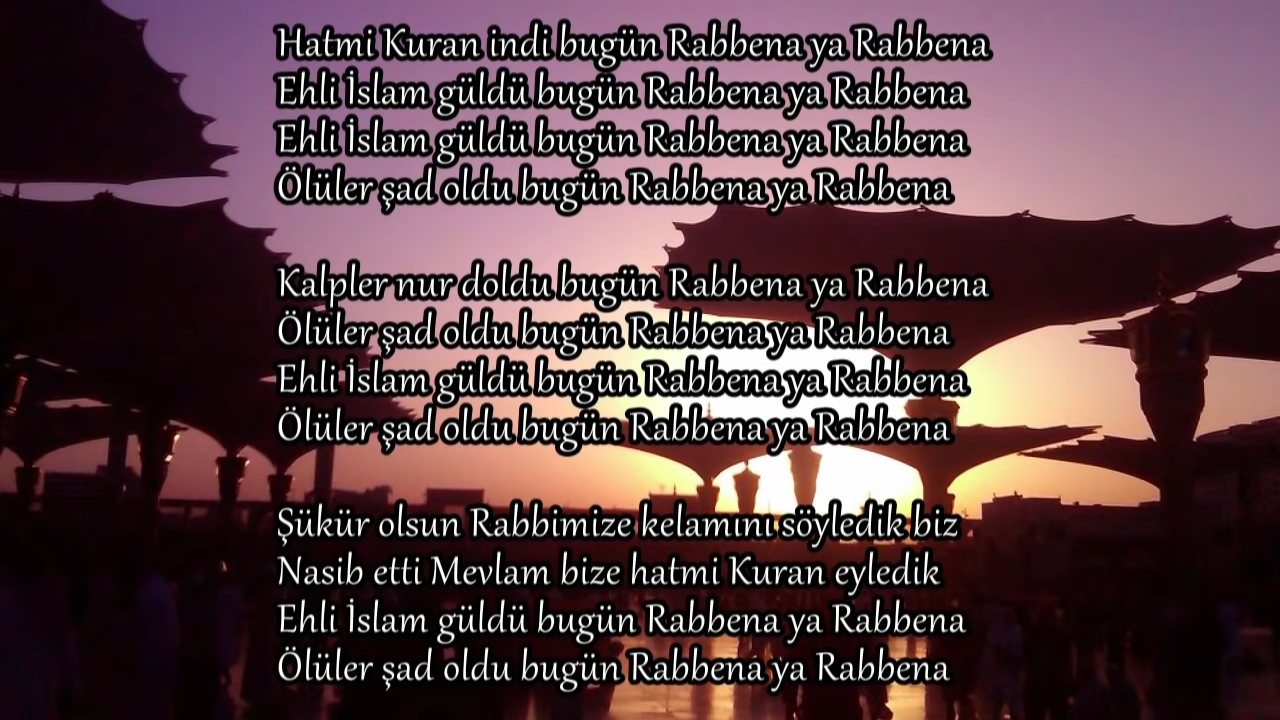 Hatmi Kuran indi bugün Rabbena ya Rabbena
Ehli İslam güldü bugün Rabbena ya Rabbena
Ehli İslam güldü bugün Rabbena ya Rabbena
Ölüler şad oldu bugün Rabbena ya Rabbena
Kalpler nur doldu bugün Rabbena ya Rabbena
Ölüler şad oldu bugün Rabbena ya Rabbena
Ehli İslam güldü bugün Rabbena ya Rabbena
Ölüler şad oldu bugün Rabbena ya Rabbena
Şükür olsun Rabbimize kelamını söyledik biz
Nasib etti Mevlam bize hatmi Kuran eyledik
Ehli İslam güldü bugün Rabbena ya Rabbena
Ölüler şad oldu bugün Rabbena ya Rabbena